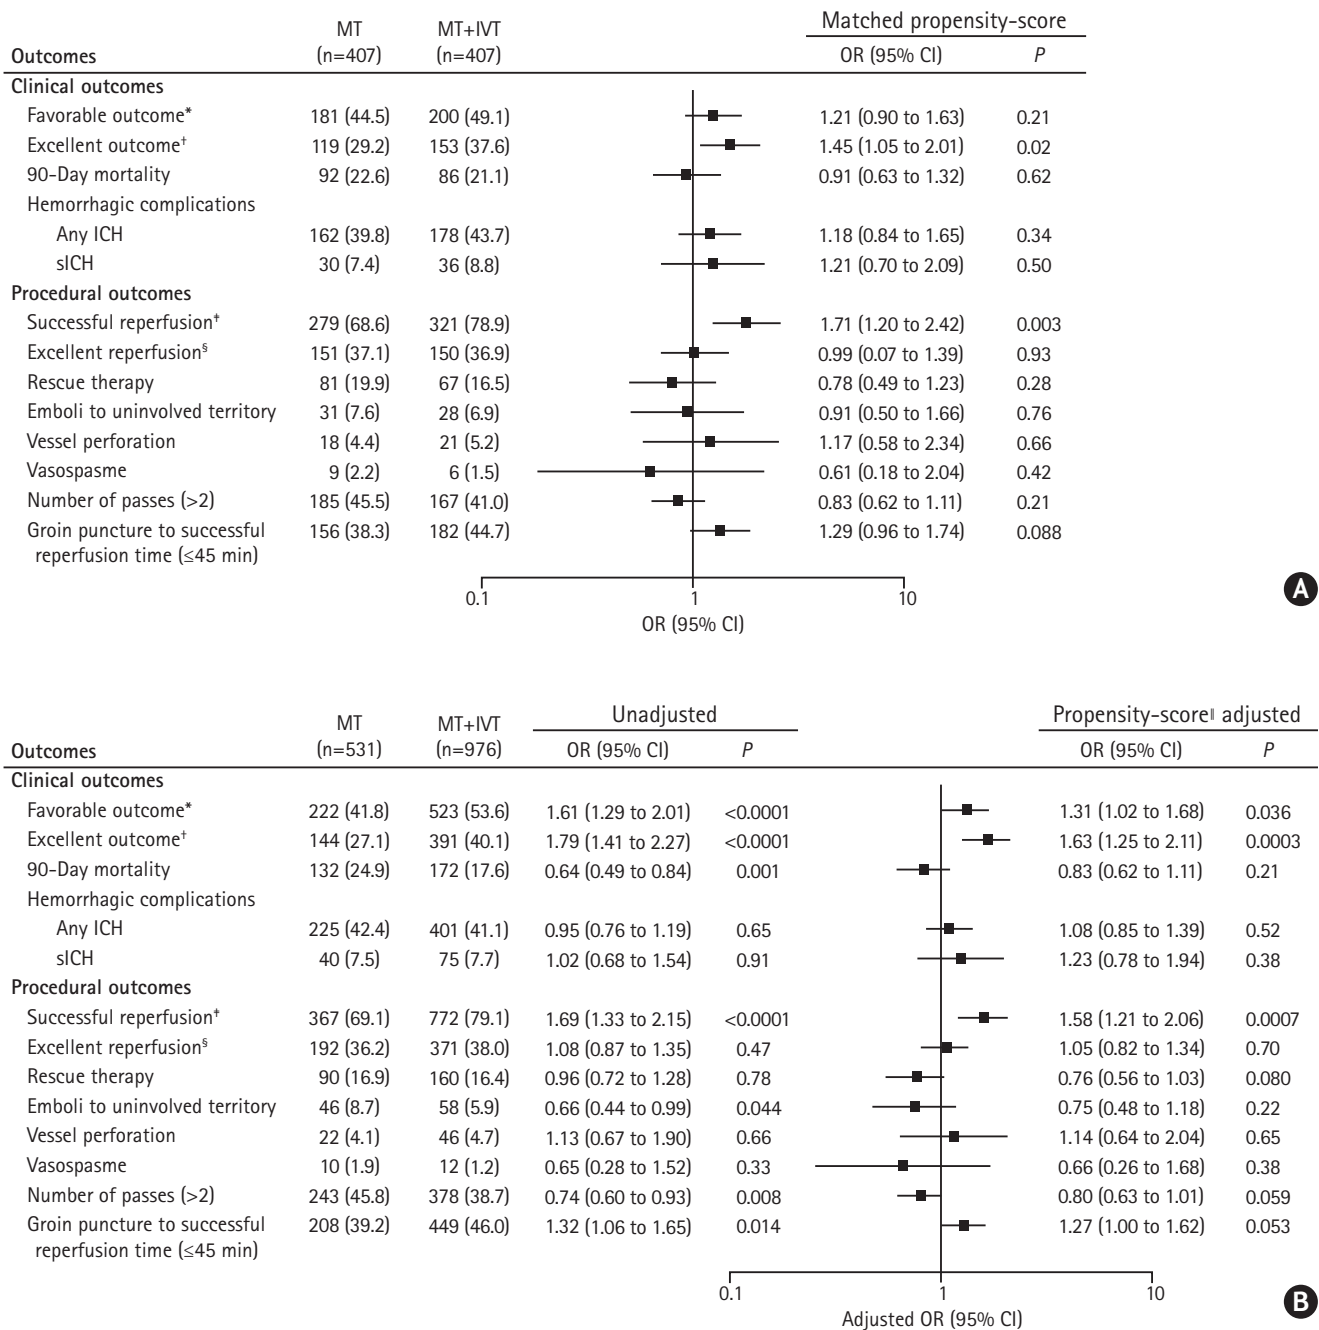 Outcomes MT (n=407) MT+IVT (n=407) Matched propensity-score OR (95% CI) P
Clinical outcomes
Favorable outcome* 181 (44.5) 200 (49.1) 1.21 (0.90 to 1.63) 0.21
Excellent outcome† 119 (29.2) 153 (37.6) 1.45 (1.05 to 2.01) 0.02
90-Day mortality 92 (22.6) 86 (21.1) 0.91 (0.63 to 1.32) 0.62
Hemorrhagic complications
Any ICH 162 (39.8) 178 (43.7) 1.18 (0.84 to 1.65) 0.34
sICH 30 (7.4) 36 (8.8) 1.21 (0.70 to 2.09) 0.50
Procedural outcomes
Successful reperfusion‡ 279 (68.6) 321 (78.9) 1.71 (1.20 to 2.42) 0.003
Excellent reperfusion§ 151 (37.1) 150 (36.9) 0.99 (0.07 to 1.39) 0.93
Rescue therapy 81 (19.9) 67 (16.5) 0.78 (0.49 to 1.23) 0.28
Emboli to uninvolved territory 31 (7.6) 28 (6.9) 0.91 (0.50 to 1.66) 0.76
Vessel perforation 18 (4.4) 21 (5.2) 1.17 (0.58 to 2.34) 0.66
Vasospasme 9 (2.2) 6 (1.5) 0.61 (0.18 to 2.04) 0.42
Number of passes (>2) 185 (45.5) 167 (41.0) 0.83 (0.62 to 1.11) 0.21
Groin puncture to successful 156 (38.3) 182 (44.7) 1.29 (0.96 to 1.74) 0.088
reperfusion time (≤45 min)
0.1 1 10
OR (95% CI)
A
Outcomes MT (n=531) MT+IVT (n=976) Unadjusted OR (95% CI) P Propensity-score‖ adjusted OR (95% CI) P
Clinical outcomes
Favorable outcome* 222 (41.8) 523 (53.6) 1.61 (1.29 to 2.01) <0.0001 1.31 (1.02 to 1.68) 0.036
Excellent outcome† 144 (27.1) 391 (40.1) 1.79 (1.41 to 2.27) <0.0001 1.63 (1.25 to 2.11) 0.0003
90-Day mortality 132 (24.9) 172 (17.6) 0.64 (0.49 to 0.84) 0.001 0.83 (0.62 to 1.11) 0.21
Hemorrhagic complications
Any ICH 225 (42.4) 401 (41.1) 0.95 (0.76 to 1.19) 0.65 1.08 (0.85 to 1.39) 0.52
sICH 40 (7.5) 75 (7.7) 1.02 (0.68 to 1.54) 0.91 1.23 (0.78 to 1.94) 0.38
Procedural outcomes
Successful reperfusion‡ 367 (69.1) 772 (79.1) 1.69 (1.33 to 2.15) <0.0001 1.58 (1.21 to 2.06) 0.0007
Excellent reperfusion§ 192 (36.2) 371 (38.0) 1.08 (0.87 to 1.35) 0.47 1.05 (0.82 to 1.34) 0.70
Rescue therapy 90 (16.9) 160 (16.4) 0.96 (0.72 to 1.28) 0.78 0.76 (0.56 to 1.03) 0.080
Emboli to uninvolved territory 46 (8.7) 58 (5.9) 0.66 (0.44 to 0.99) 0.044 0.75 (0.48 to 1.18) 0.22
Vessel perforation 22 (4.1) 46 (4.7) 1.13 (0.67 to 1.90) 0.66 1.14 (0.64 to 2.04) 0.65
Vasospasme 10 (1.9) 12 (1.2) 0.65 (0.28 to 1.52) 0.33 0.66 (0.26 to 1.68) 0.38
Number of passes (>2) 243 (45.8) 378 (38.7) 0.74 (0.60 to 0.93) 0.008 0.80 (0.63 to 1.01) 0.059
Groin puncture to successful 208 (39.2) 449 (46.0) 1.32 (1.06 to 1.65) 0.014 1.27 (1.00 to 1.62) 0.053
reperfusion time (≤45 min)
0.1 1 10
Adjusted OR (95% CI)
B